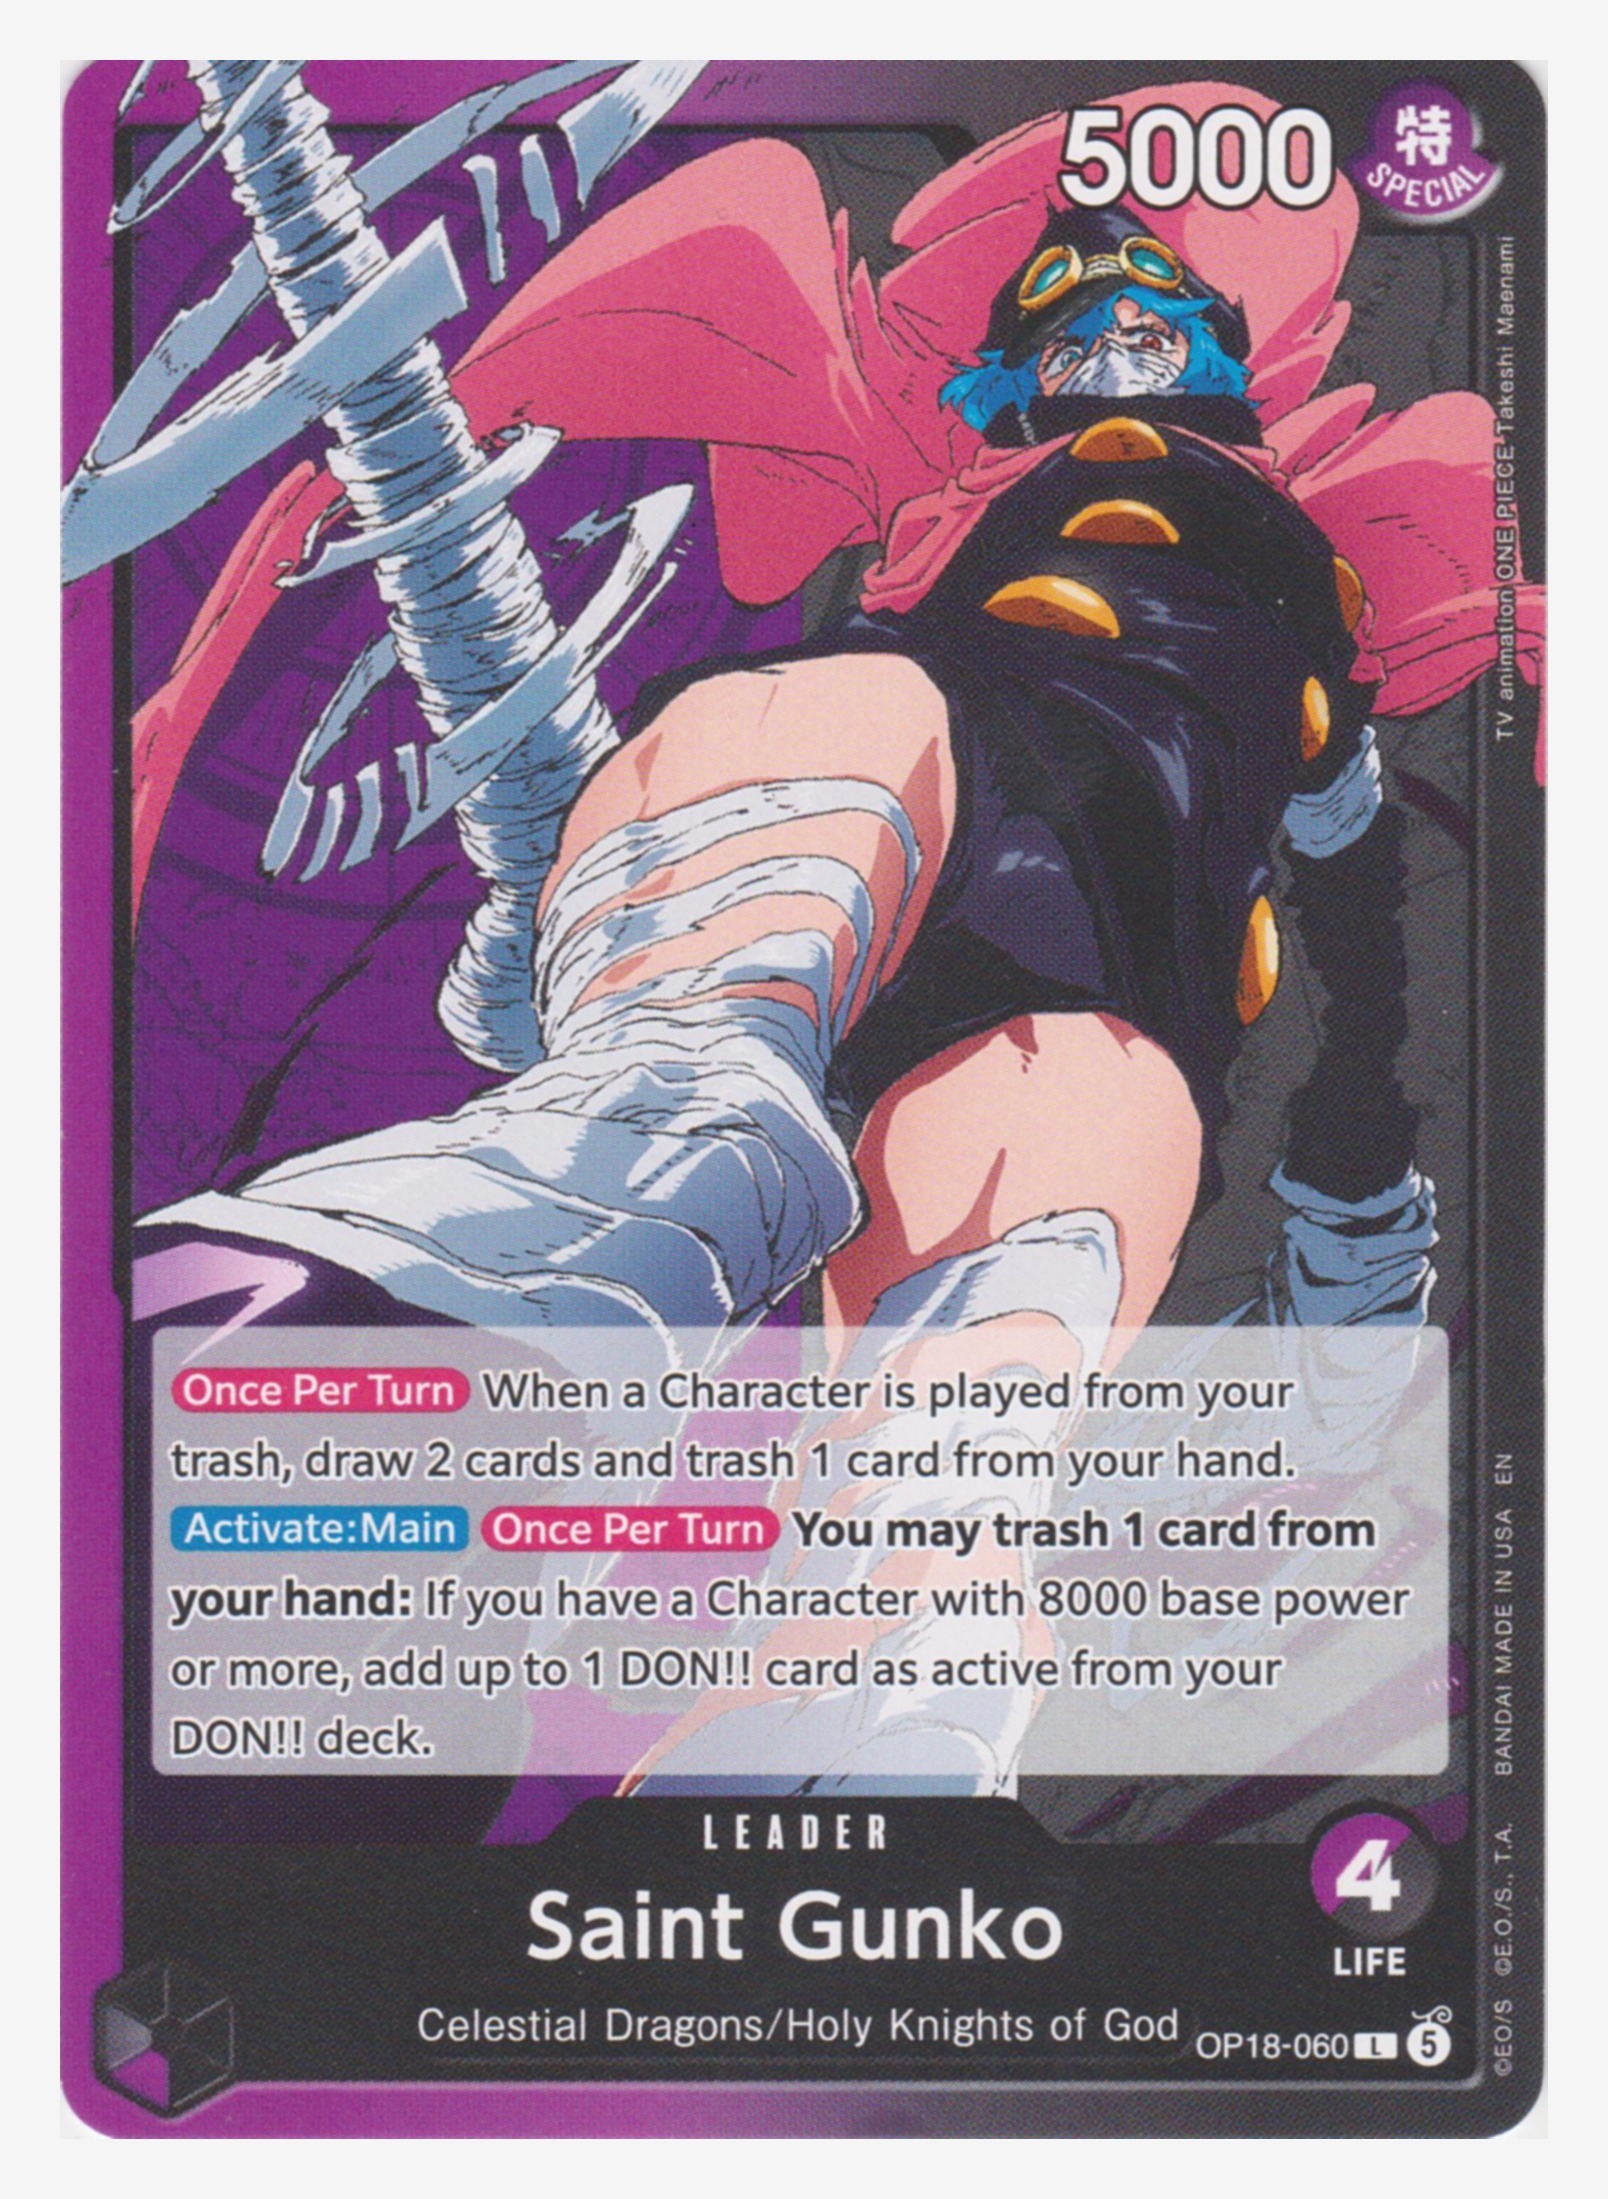 5000
特
SPECIAL
TV animation ONE PIECE Takeshi Maenami
Once Per Turn When a Character is played from your
trash, draw 2 cards and trash 1 card from your hand.
Activate:Main Once Per Turn You may trash 1 card from
your hand: If you have a Character with 8000 base power
or more, add up to 1 DON!! card as active from your
DON!! deck.
LEADER
Saint Gunko
4
LIFE
Celestial Dragons/Holy Knights of God
OP18-060 L 5
©EO/S ©E.O./S., T.A. BANDAI MADE IN USA EN